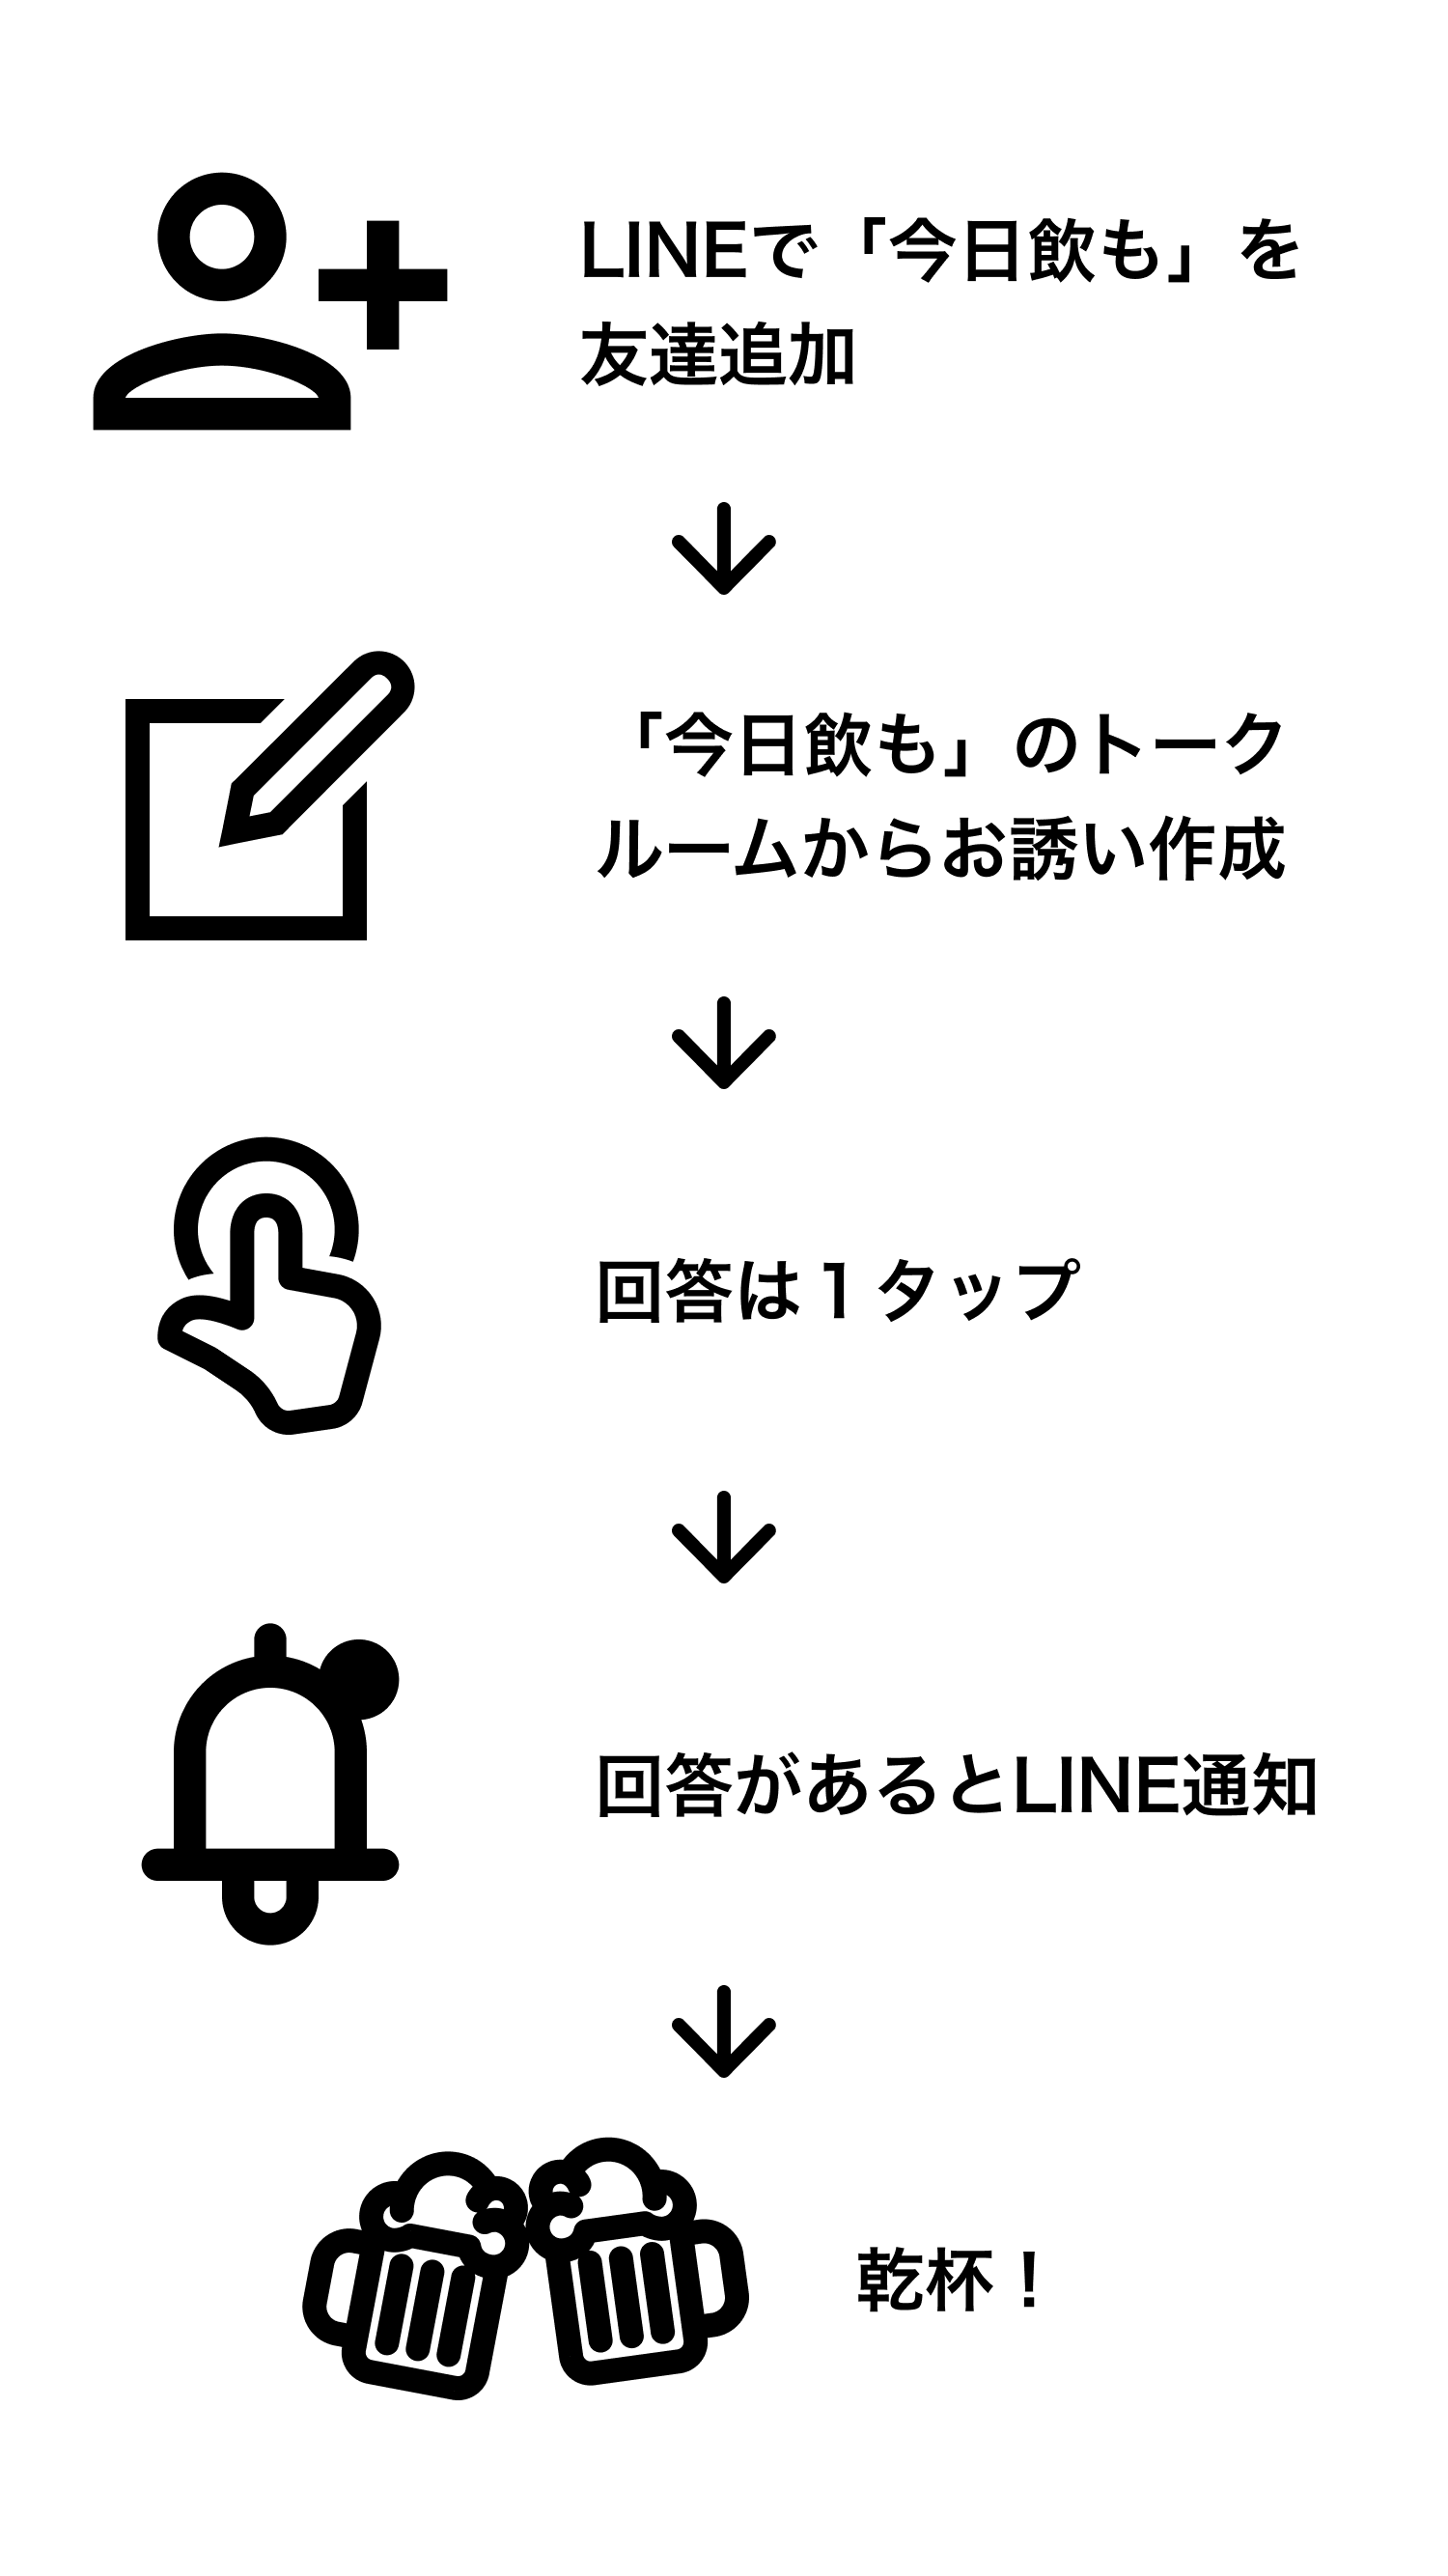 LINEで「今日飲も」を
友達追加
「今日飲も」のトーク
ルームからお誘い作成
回答は1タップ
回答があるとLINE通知
乾杯！